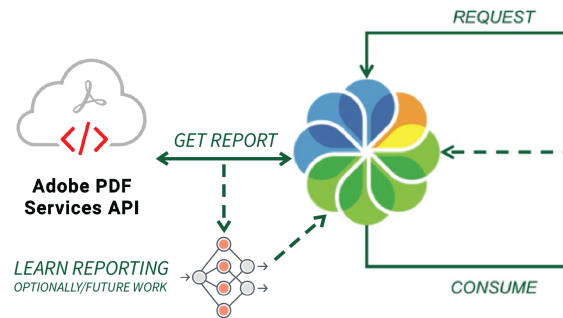 REQUEST
GET REPORT
</>
Adobe PDF
Services API
LEARN REPORTING
OPTIONALLY/FUTURE WORK
CONSUME